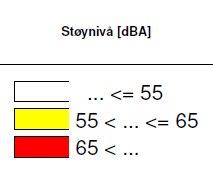 Støynivå [dBA]
... <= 55
55 < ... <= 65
65 < ...